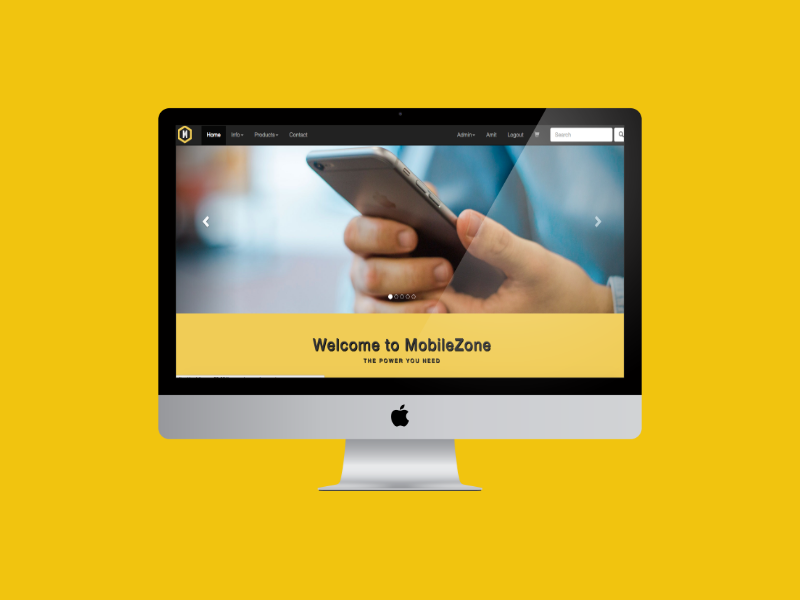 Home Info Products Contact Admin Amit Logout Search
Welcome to MobileZone
THE POWER YOU NEED